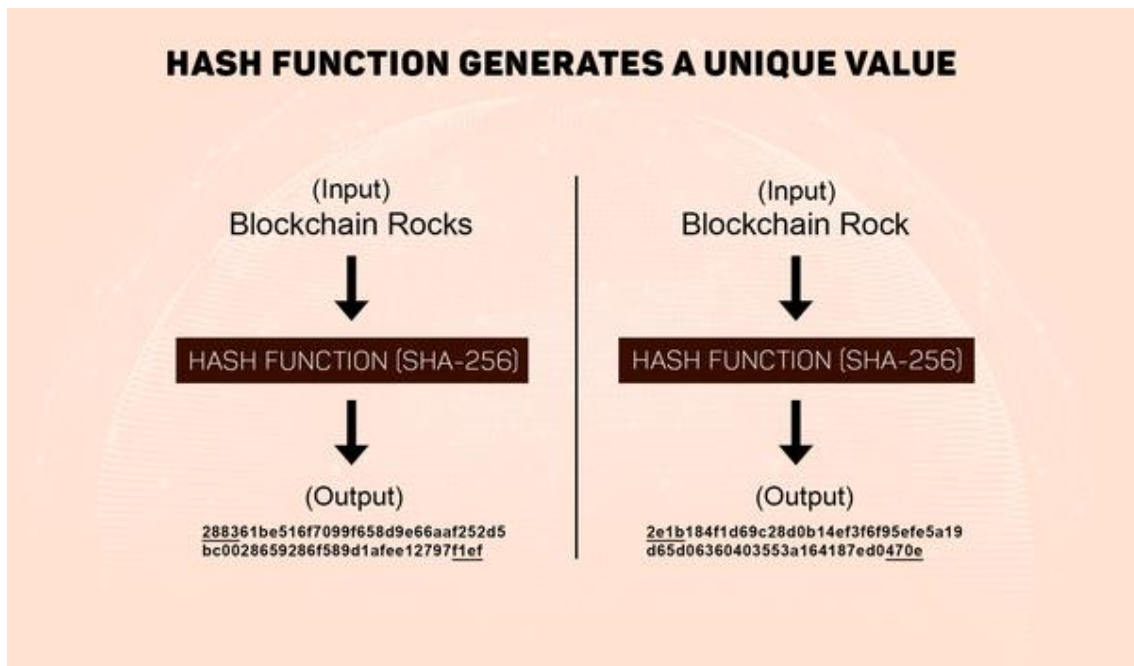 HASH FUNCTION GENERATES A UNIQUE VALUE
(Input)
Blockchain Rocks
HASH FUNCTION (SHA-256)
(Output)
288361be516f7099f658d9e66aaf252d5
bc0028659286f589d1afee12797f1ef
(Input)
Blockchain Rock
HASH FUNCTION (SHA-256)
(Output)
2e1b184f1d69c28d0b14ef3f6f95efe5a19
d65d06360403553a164187ed0470e